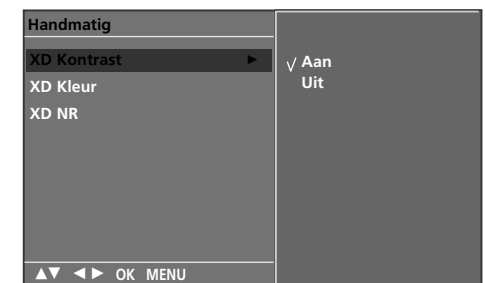 Handmatig
XD Kontrast ►
XD Kleur
XD NR
√ Aan
Uit
▲▼ ◄► OK MENU